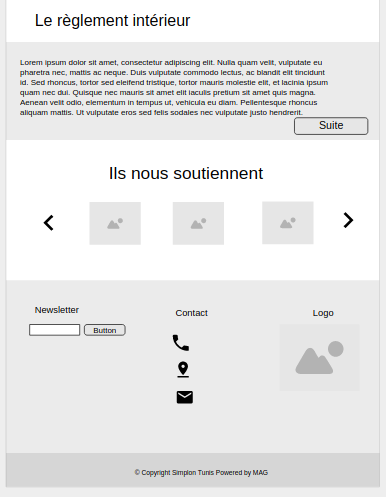 Le règlement intérieur
Lorem ipsum dolor sit amet, consectetur adipiscing elit. Nulla quam velit, vulputate eu
pharetra nec, mattis ac neque. Duis vulputate commodo lectus, ac blandit elit tincidunt
id. Sed rhoncus, tortor sed eleifend tristique, tortor mauris molestie elit, et lacinia ipsum
quam nec dui. Quisque nec mauris sit amet elit iaculis pretium sit amet quis magna.
Aenean velit odio, elementum in tempus ut, vehicula eu diam. Pellentesque rhoncus
aliquam mattis. Ut vulputate eros sed felis sodales nec vulputate justo hendrerit.
Suite
Ils nous soutiennent
Newsletter
Button
Contact
Logo
© Copyright Simplon Tunis Powered by MAG